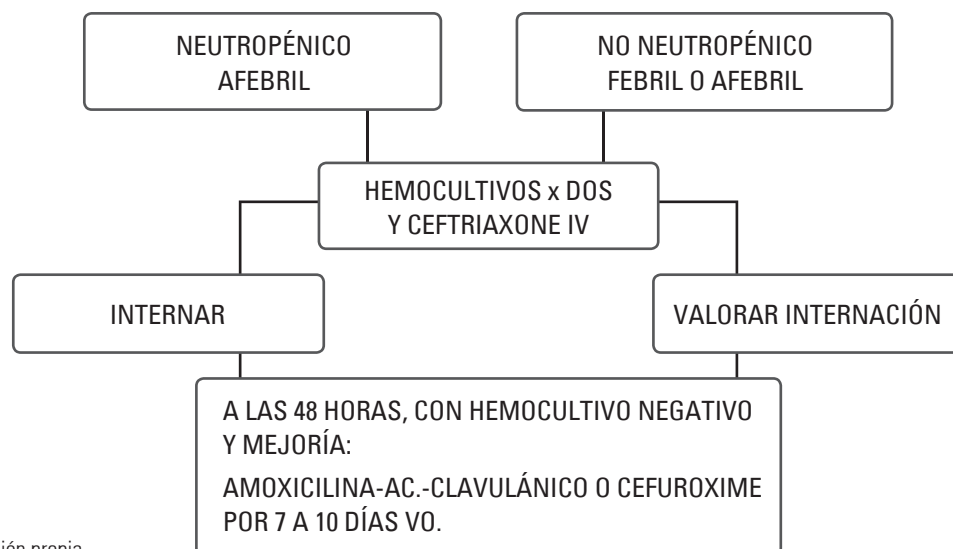 NEUTROPÉNICO
AFEBRIL
NO NEUTROPÉNICO
FEBRIL O AFEBRIL
HEMOCULTIVOS x DOS
Y CEFTRIAXONE IV
INTERNAR
VALORAR INTERNACIÓN
A LAS 48 HORAS, CON HEMOCULTIVO NEGATIVO
Y MEJORÍA:
AMOXICILINA-AC.-CLAVULÁNICO O CEFUROXIME
POR 7 A 10 DÍAS VO.
propia